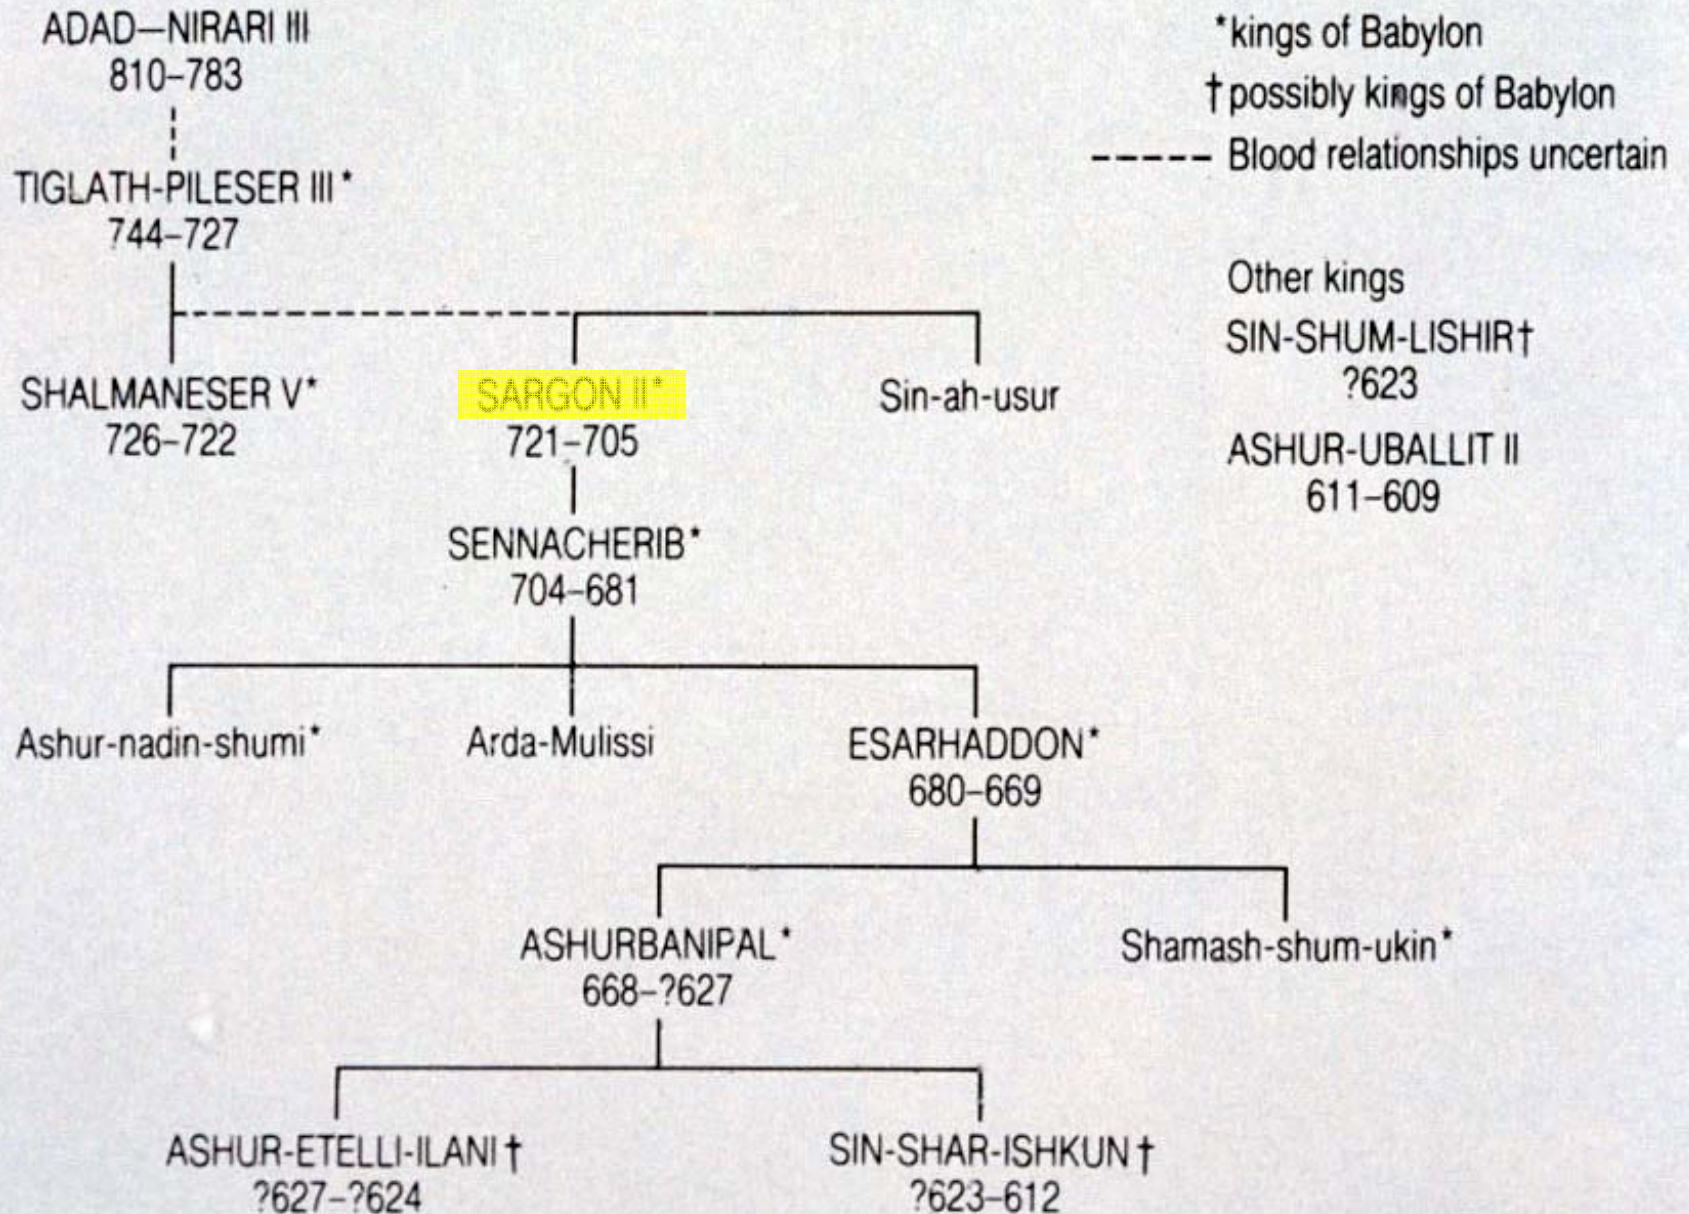 ADAD–NIRARI III
810–783
TIGLATH-PILESER III*
744–727
SHALMANESER V*
726–722
SARGON II*
721–705
Sin-ah-usur
SENNACHERIB*
704–681
Ashur-nadin-shumi*
Arda-Mulissi
ESARHADDON*
680–669
ASHURBANIPAL*
668–?627
Shamash-shum-ukin*
ASHUR-ETELLI-ILANI†
?627–?624
SIN-SHAR-ISHKUN†
?623–612
*kings of Babylon
†possibly kings of Babylon
----- Blood relationships uncertain
Other kings
SIN-SHUM-LISHIR†
?623
ASHUR-UBALLIT II
611–609